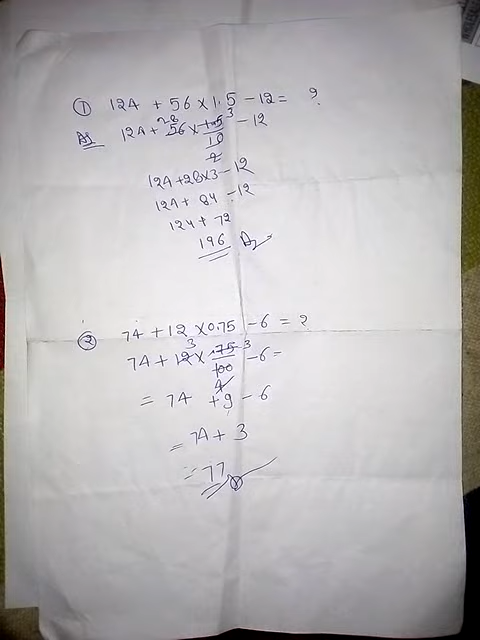 ① 124 + 56 × 1.5 - 12 = ?
Ans 124 + 56 28 × 15 3 / 10 2 - 12
124 + 28 × 3 - 12
124 + 84 - 12
124 + 72
196 Ans
② 74 + 12 × 0.75 - 6 = ?
74 + 12 3 × 75 3 / 100 4 - 6 =
= 74 + 9 - 6
= 74 + 3
= 77